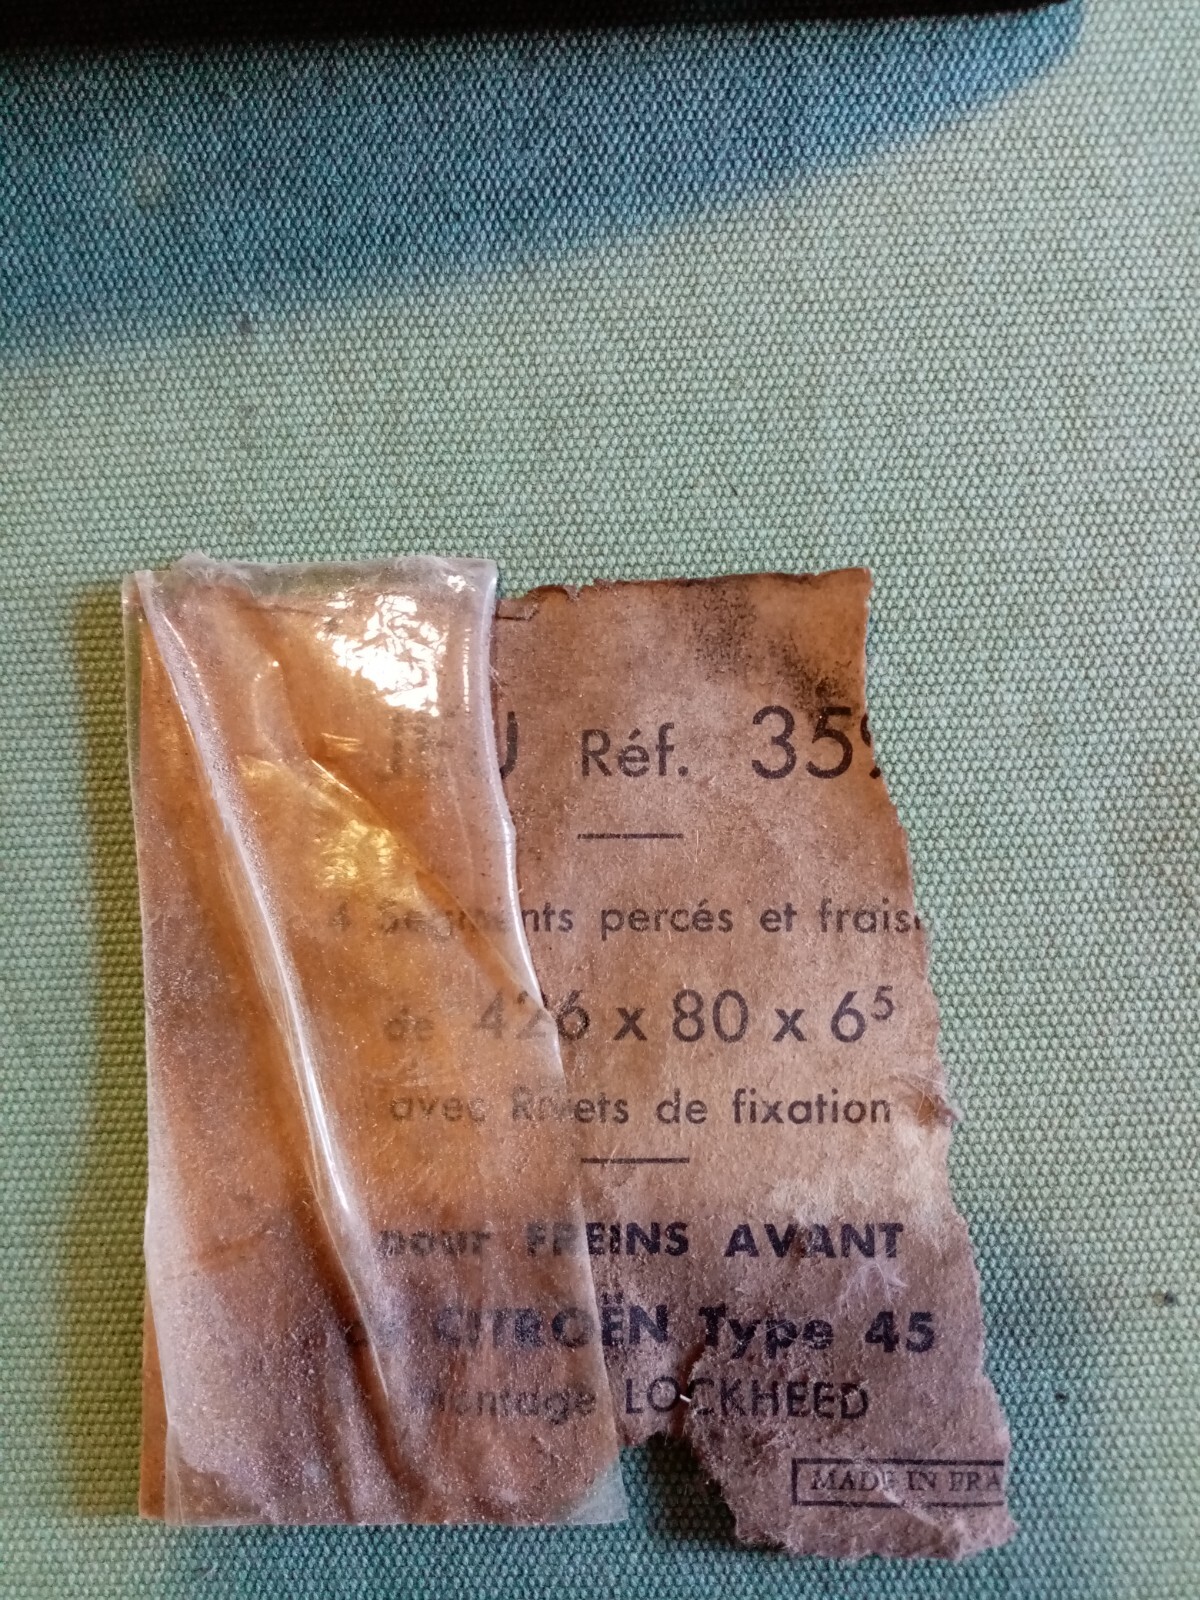 Réf. 35
4 Segments percés et frais
de 426 x 80 x 6⁵
avec Rivets de fixation
pour FREINS AVANT
CITROËN Type 45
Montage LOCKHEED
MADE IN FRA